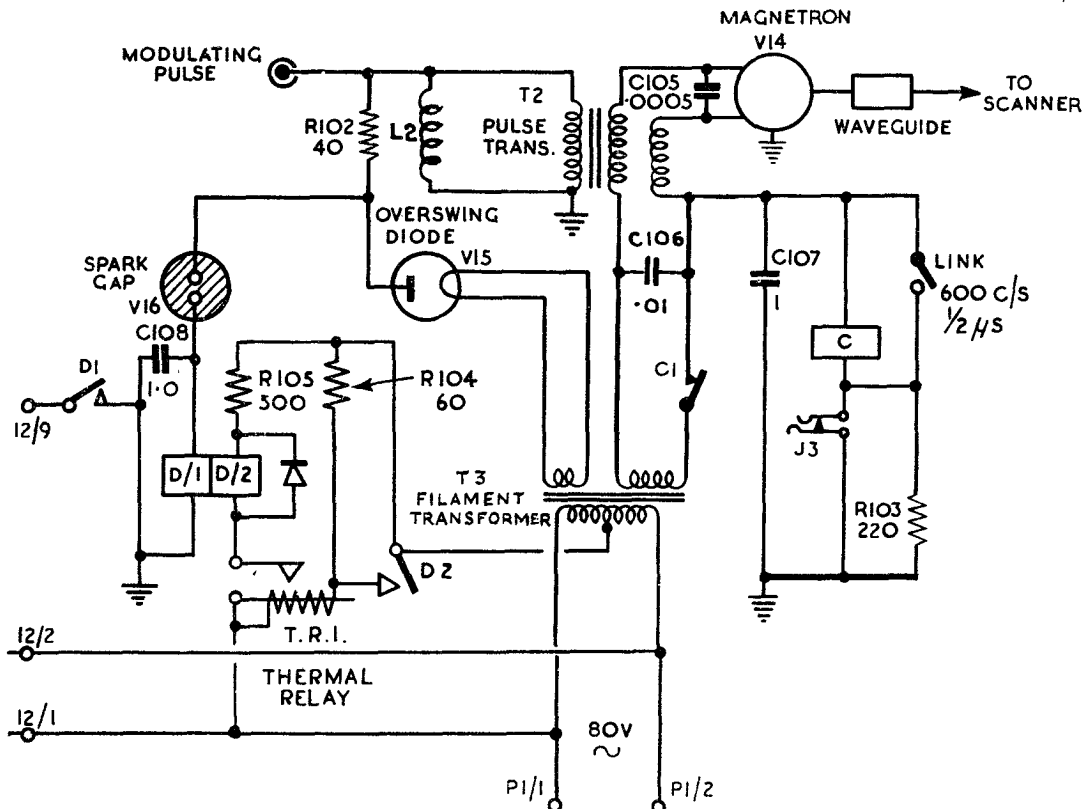 MAGNETRON
V14
MODULATING
PULSE
C105
.0005
TO
SCANNER
WAVEGUIDE
T2
PULSE
TRANS.
R102
40
L2
OVERSWING
DIODE
V15
SPARK
GAP
V16
C106
.01
C107
1
LINK
600 C/S
1/2 µS
C108
1.0
D1
12/9
R105
500
R104
60
C1
C
J3
D/1
D/2
T3
FILAMENT
TRANSFORMER
R103
220
D2
T.R.I.
12/2
THERMAL
RELAY
12/1
80V
~
P1/1
P1/2